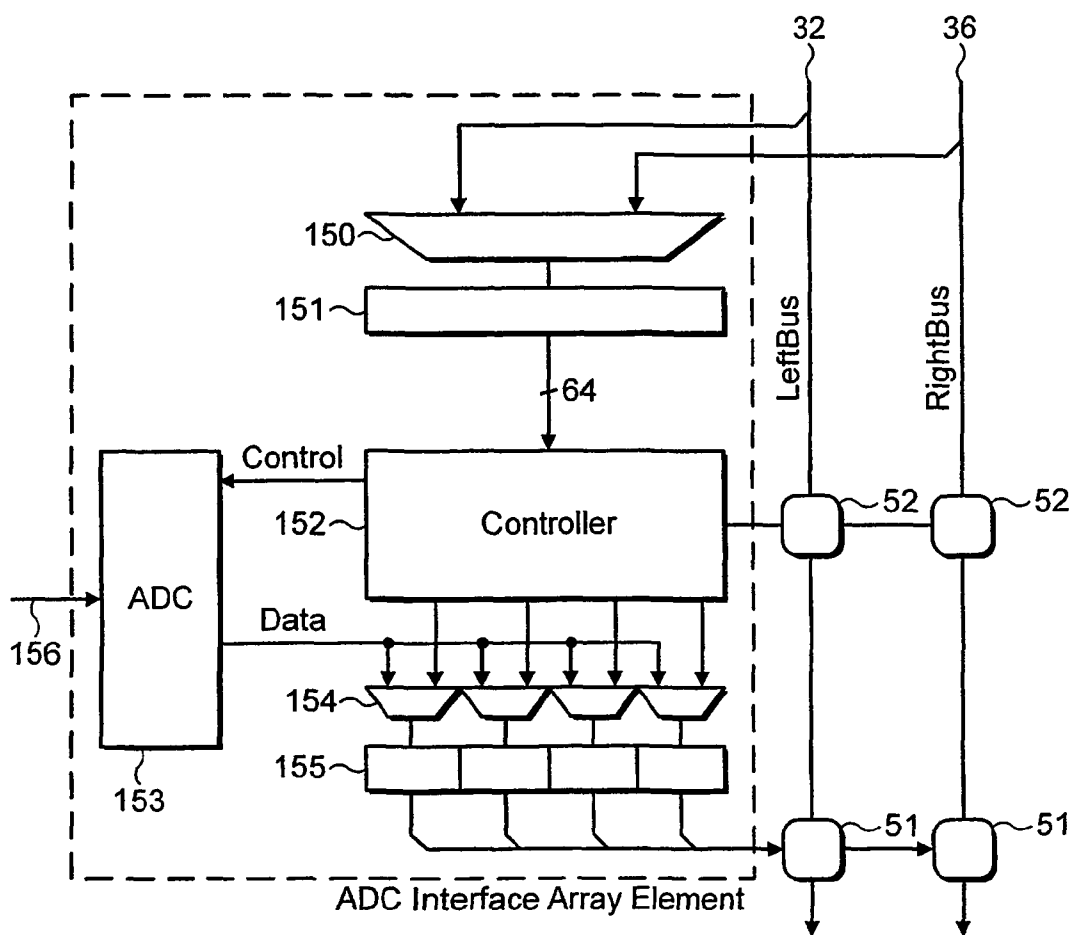 32
36
150
151
LeftBus
RightBus
64
Control
152
Controller
52
52
ADC
156
Data
154
155
153
51
51
ADC Interface Array Element